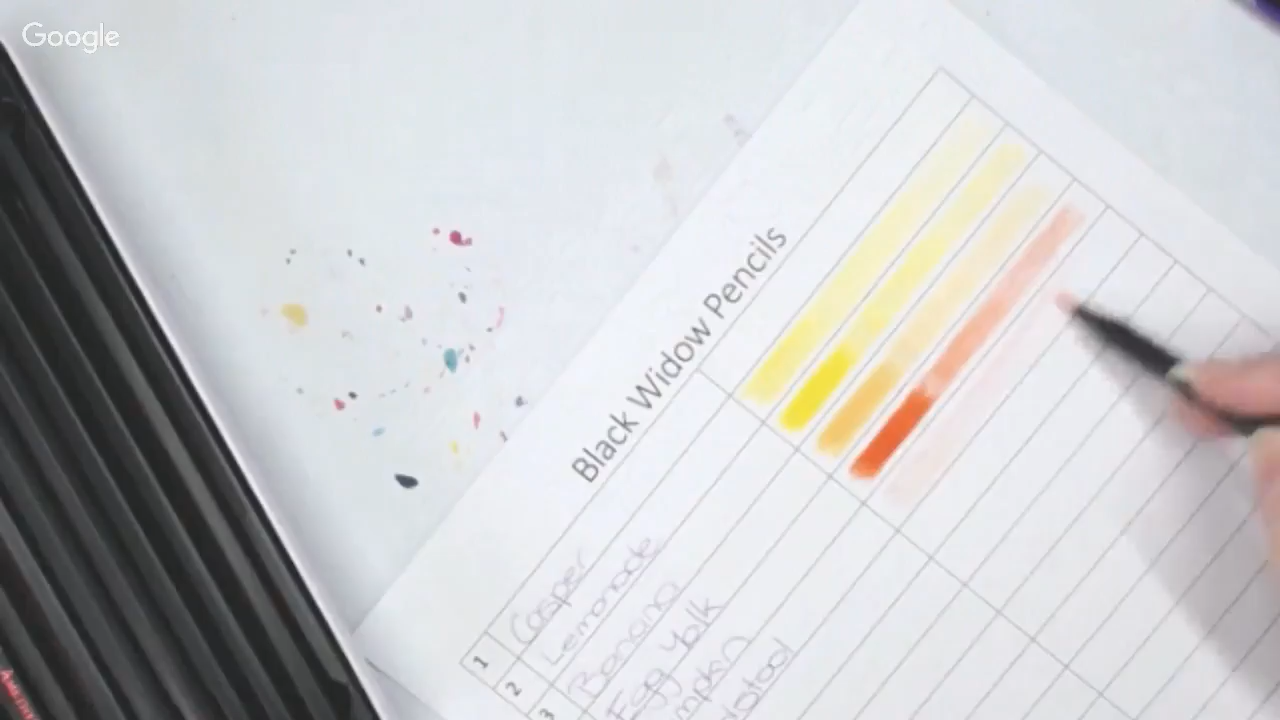 Google
Black Widow Pencils
1 Casper
2 Lemonade
3 Banana
Egg Yolk